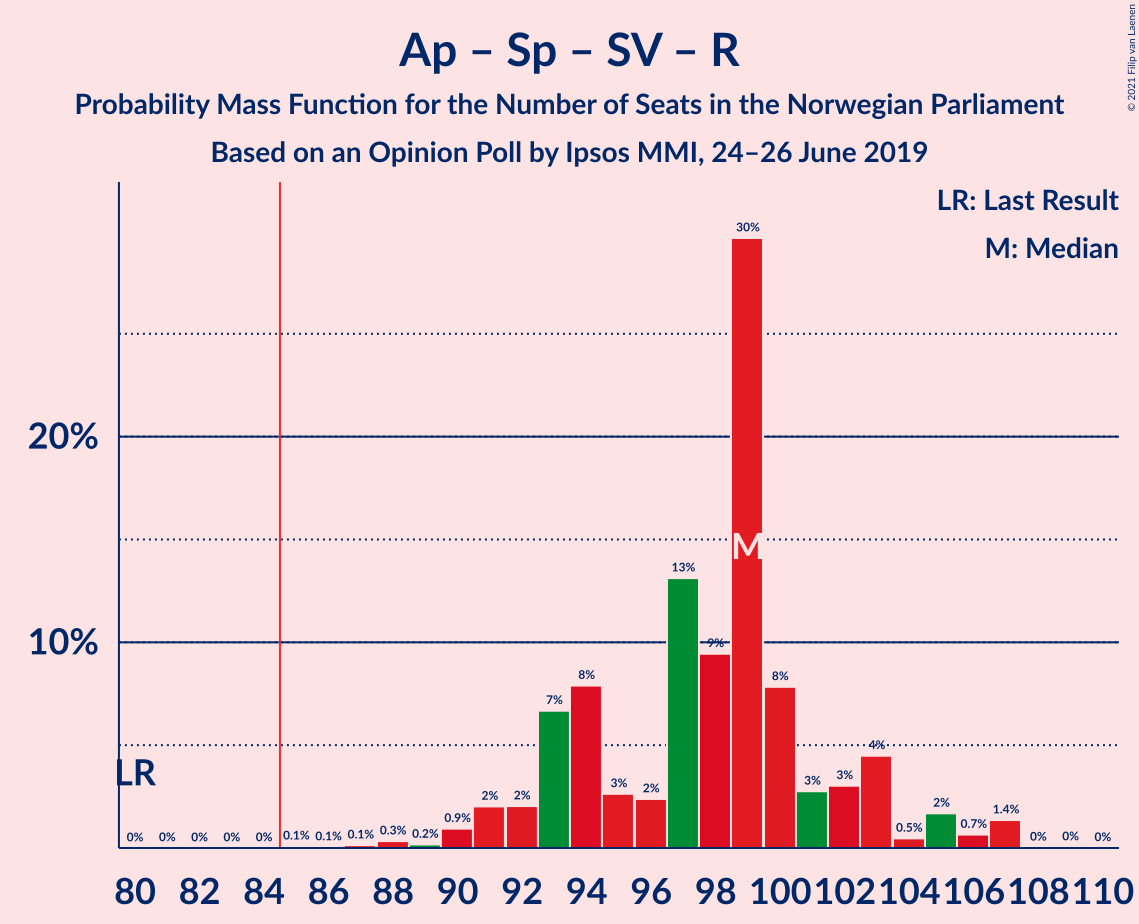 Ap – Sp – SV – R
Probability Mass Function for the Number of Seats in the Norwegian Parliament
Based on an Opinion Poll by Ipsos MMI, 24–26 June 2019
© 2021 Filip van Laenen
LR: Last Result
M: Median
20%
10%
LR
M
0% 0% 0% 0% 0% 0.1% 0.1% 0.1% 0.3% 0.2% 0.9% 2% 2% 7% 8% 3% 2% 13% 9% 30% 8% 3% 3% 4% 0.5% 2% 0.7% 1.4% 0% 0% 0%
80 82 84 86 88 90 92 94 96 98 100 102 104 106 108 110